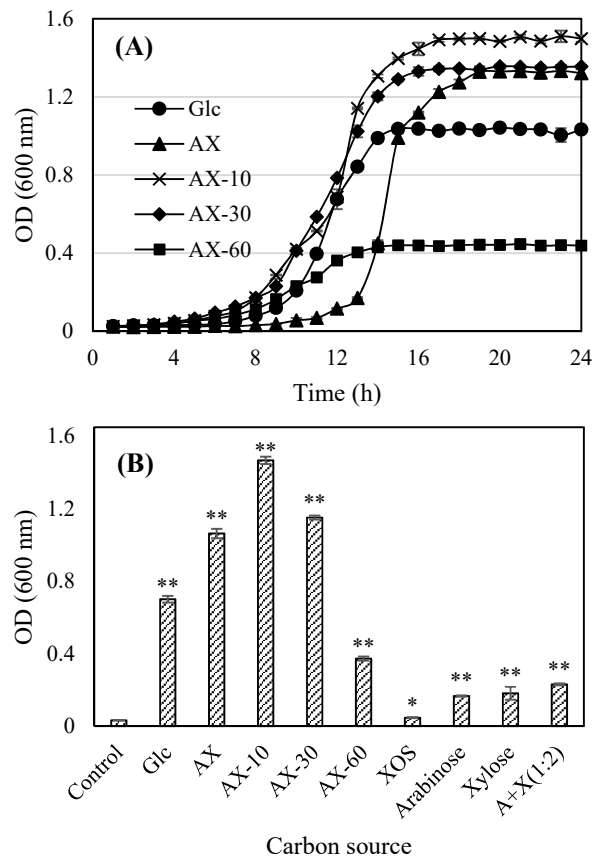 (A)
OD (600 nm)
1.6
1.2
0.8
0.4
0
Glc
AX
AX-10
AX-30
AX-60
0 4 8 12 16 20 24
Time (h)
(B)
OD (600 nm)
1.6
1.2
0.8
0.4
0
** ** ** ** ** * ** ** **
Control Glc AX AX-10 AX-30 AX-60 XOS Arabinose Xylose A+X(1:2)
Carbon source